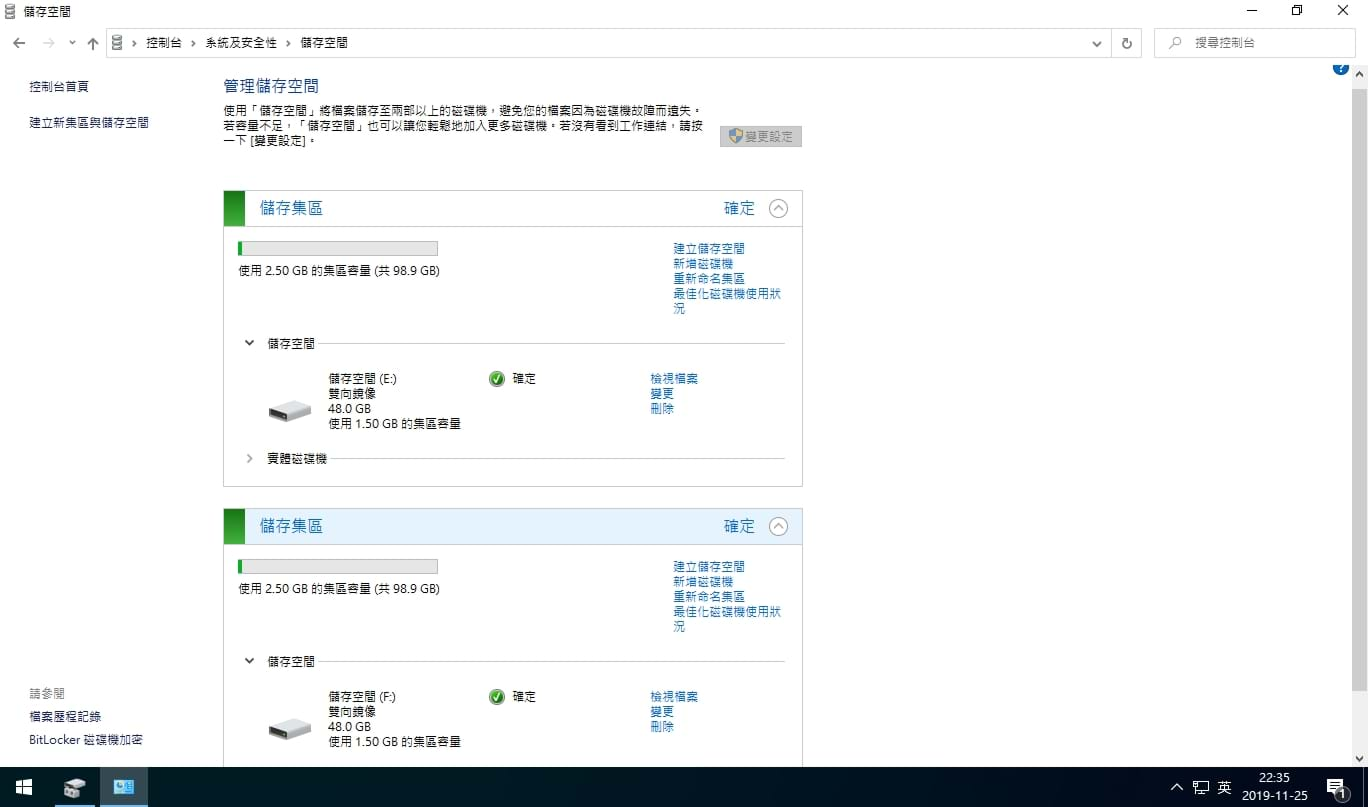 儲存空間
控制台 › 系統及安全性 › 儲存空間
搜尋控制台
控制台首頁
建立新集區與儲存空間
管理儲存空間
使用「儲存空間」將檔案儲存至兩部以上的磁碟機，避免您的檔案因為磁碟機故障而遺失。
若容量不足，「儲存空間」也可以讓您輕鬆地加入更多磁碟機。若沒有看到工作連結，請按
一下 [變更設定]。
變更設定
儲存集區
確定
使用 2.50 GB 的集區容量 (共 98.9 GB)
建立儲存空間
新增磁碟機
重新命名集區
最佳化磁碟機使用狀
況
儲存空間
儲存空間 (E:)
雙向鏡像
48.0 GB
使用 1.50 GB 的集區容量
確定
檢視檔案
變更
刪除
實體磁碟機
儲存集區
確定
使用 2.50 GB 的集區容量 (共 98.9 GB)
建立儲存空間
新增磁碟機
重新命名集區
最佳化磁碟機使用狀
況
儲存空間
儲存空間 (F:)
雙向鏡像
48.0 GB
使用 1.50 GB 的集區容量
確定
檢視檔案
變更
刪除
請參閱
檔案歷程記錄
BitLocker 磁碟機加密
英
22:35
2019-11-25
1